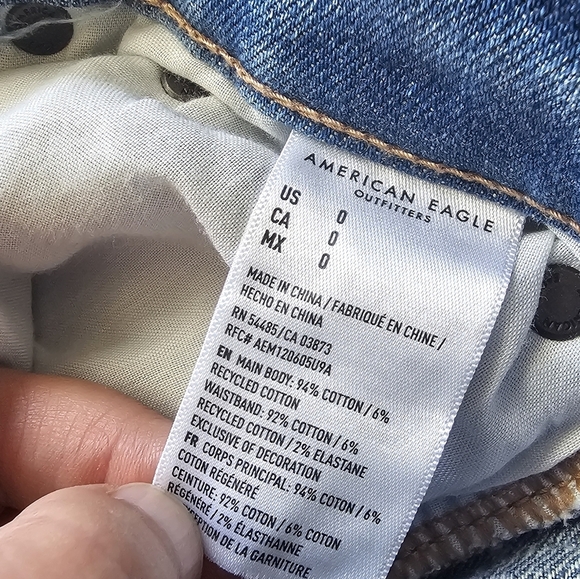 AMERICAN EAGLE
OUTFITTERS
US 0
CA 0
MX 0
MADE IN CHINA / FABRIQUÉ EN CHINE /
HECHO EN CHINA
RN 54485/CA 03873
RFC# AEM120605U9A
EN MAIN BODY: 94% COTTON / 6%
RECYCLED COTTON
WAISTBAND: 92% COTTON / 6%
RECYCLED COTTON / 2% ELASTANE
EXCLUSIVE OF DECORATION
FR CORPS PRINCIPAL: 94% COTON / 6%
COTON RÉGÉNÉRÉ
CEINTURE: 92% COTON / 6% COTON
RÉGÉNÉRÉ / 2% ÉLASTHANNE
DE LA GARNITURE